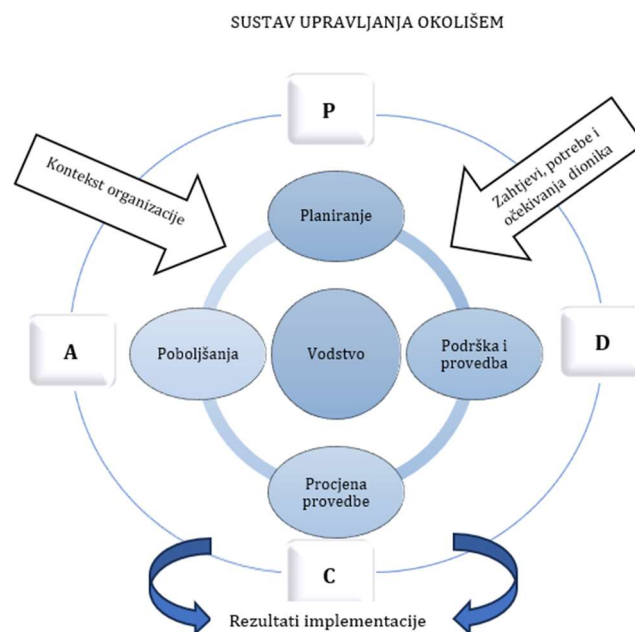 SUSTAV UPRAVLJANJA OKOLIŠEM
P
Kontekst
organizacije
Zahtjevi, potrebe i
očekivanja dionika
Planiranje
A
Poboljšanja
Vodstvo
Podrška i
provedba
D
Procjena
provedbe
C
Rezultati implementacije